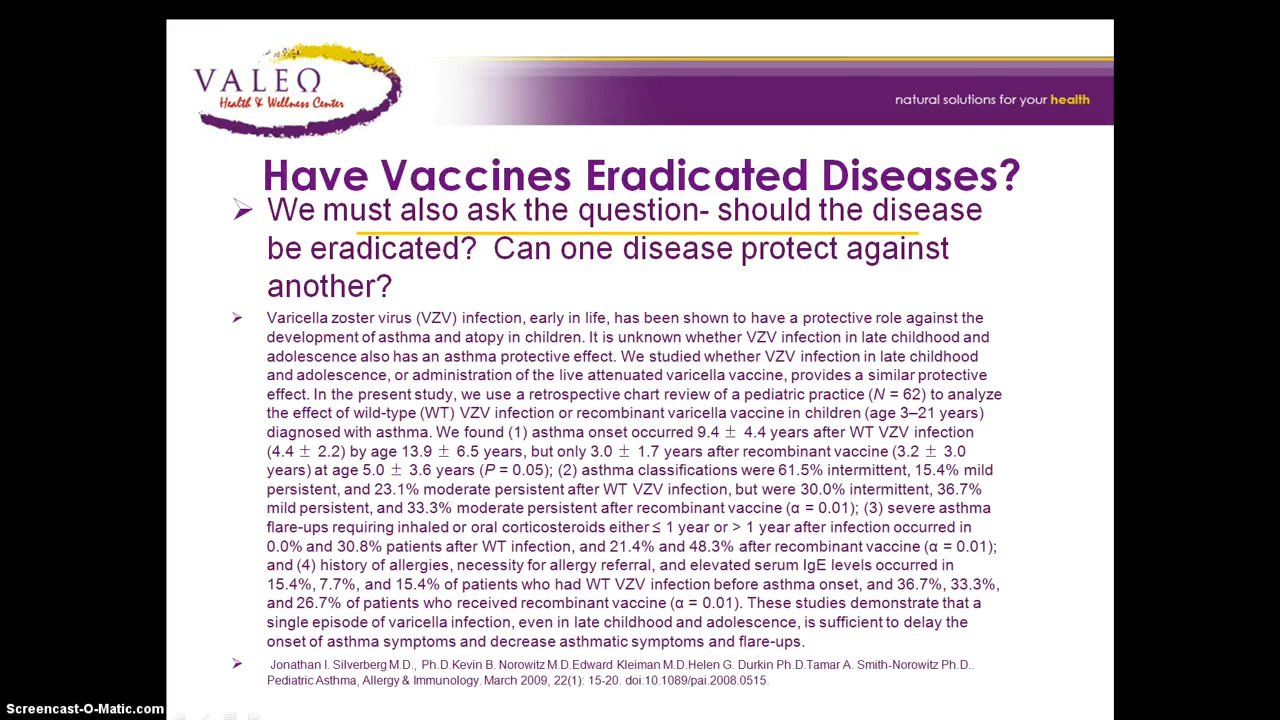 VALEO
Health & Wellness Center
natural solutions for your health
Have Vaccines Eradicated Diseases?
We must also ask the question- should the disease
be eradicated?  Can one disease protect against
another?
Varicella zoster virus (VZV) infection, early in life, has been shown to have a protective role against the
development of asthma and atopy in children. It is unknown whether VZV infection in late childhood and
adolescence also has an asthma protective effect. We studied whether VZV infection in late childhood
and adolescence, or administration of the live attenuated varicella vaccine, provides a similar protective
effect. In the present study, we use a retrospective chart review of a pediatric practice (N = 62) to analyze
the effect of wild-type (WT) VZV infection or recombinant varicella vaccine in children (age 3–21 years)
diagnosed with asthma. We found (1) asthma onset occurred 9.4 ± 4.4 years after WT VZV infection
(4.4 ± 2.2) by age 13.9 ± 6.5 years, but only 3.0 ± 1.7 years after recombinant vaccine (3.2 ± 3.0
years) at age 5.0 ± 3.6 years (P = 0.05); (2) asthma classifications were 61.5% intermittent, 15.4% mild
persistent, and 23.1% moderate persistent after WT VZV infection, but were 30.0% intermittent, 36.7%
mild persistent, and 33.3% moderate persistent after recombinant vaccine (α = 0.01); (3) severe asthma
flare-ups requiring inhaled or oral corticosteroids either ≤ 1 year or > 1 year after infection occurred in
0.0% and 30.8% patients after WT infection, and 21.4% and 48.3% after recombinant vaccine (α = 0.01);
and (4) history of allergies, necessity for allergy referral, and elevated serum IgE levels occurred in
15.4%, 7.7%, and 15.4% of patients who had WT VZV infection before asthma onset, and 36.7%, 33.3%,
and 26.7% of patients who received recombinant vaccine (α = 0.01). These studies demonstrate that a
single episode of varicella infection, even in late childhood and adolescence, is sufficient to delay the
onset of asthma symptoms and decrease asthmatic symptoms and flare-ups.
Jonathan I. Silverberg M.D., Ph.D.Kevin B. Norowitz M.D.Edward Kleiman M.D.Helen G. Durkin Ph.D.Tamar A. Smith-Norowitz Ph.D..
Pediatric Asthma, Allergy & Immunology. March 2009, 22(1): 15-20. doi:10.1089/pai.2008.0515.
Screencast-O-Matic.com